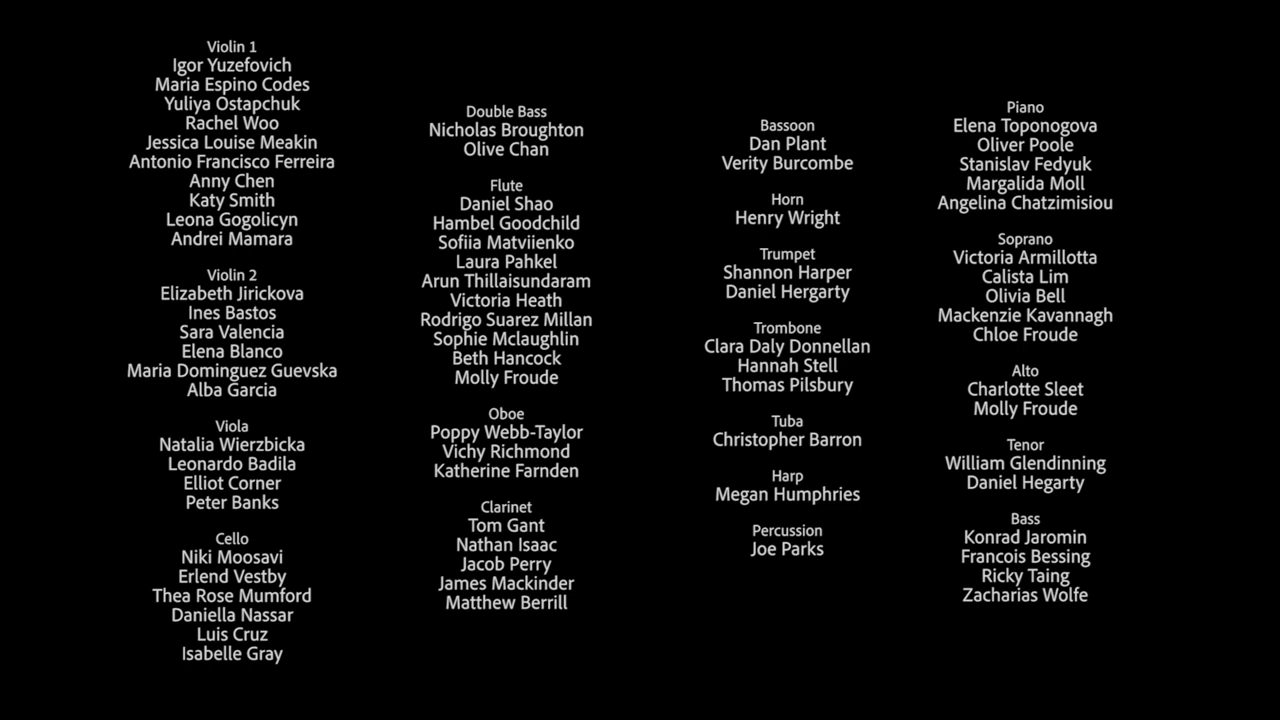 Violin 1
Igor Yuzefovich
Maria Espino Codes
Yuliya Ostapchuk
Rachel Woo
Jessica Louise Meakin
Antonio Francisco Ferreira
Anny Chen
Katy Smith
Leona Gogolicyn
Andrei Mamara
Violin 2
Elizabeth Jirickova
Ines Bastos
Sara Valencia
Elena Blanco
Maria Dominguez Guevska
Alba Garcia
Viola
Natalia Wierzbicka
Leonardo Badila
Elliot Corner
Peter Banks
Cello
Niki Moosavi
Erlend Vestby
Thea Rose Mumford
Daniella Nassar
Luis Cruz
Isabelle Gray
Double Bass
Nicholas Broughton
Olive Chan
Flute
Daniel Shao
Hambel Goodchild
Sofiia Matviienko
Laura Pahkel
Arun Thillaisundaram
Victoria Heath
Rodrigo Suarez Millan
Sophie Mclaughlin
Beth Hancock
Molly Froude
Oboe
Poppy Webb-Taylor
Vichy Richmond
Katherine Farnden
Clarinet
Tom Gant
Nathan Isaac
Jacob Perry
James Mackinder
Matthew Berrill
Bassoon
Dan Plant
Verity Burcombe
Horn
Henry Wright
Trumpet
Shannon Harper
Daniel Hergarty
Trombone
Clara Daly Donnellan
Hannah Stell
Thomas Pilsbury
Tuba
Christopher Barron
Harp
Megan Humphries
Percussion
Joe Parks
Piano
Elena Toponogova
Oliver Poole
Stanislav Fedyuk
Margalida Moll
Angelina Chatzimisiou
Soprano
Victoria Armillotta
Calista Lim
Olivia Bell
Mackenzie Kavannagh
Chloe Froude
Alto
Charlotte Sleet
Molly Froude
Tenor
William Glendinning
Daniel Hegarty
Bass
Konrad Jaromin
Francois Bessing
Ricky Taing
Zacharias Wolfe